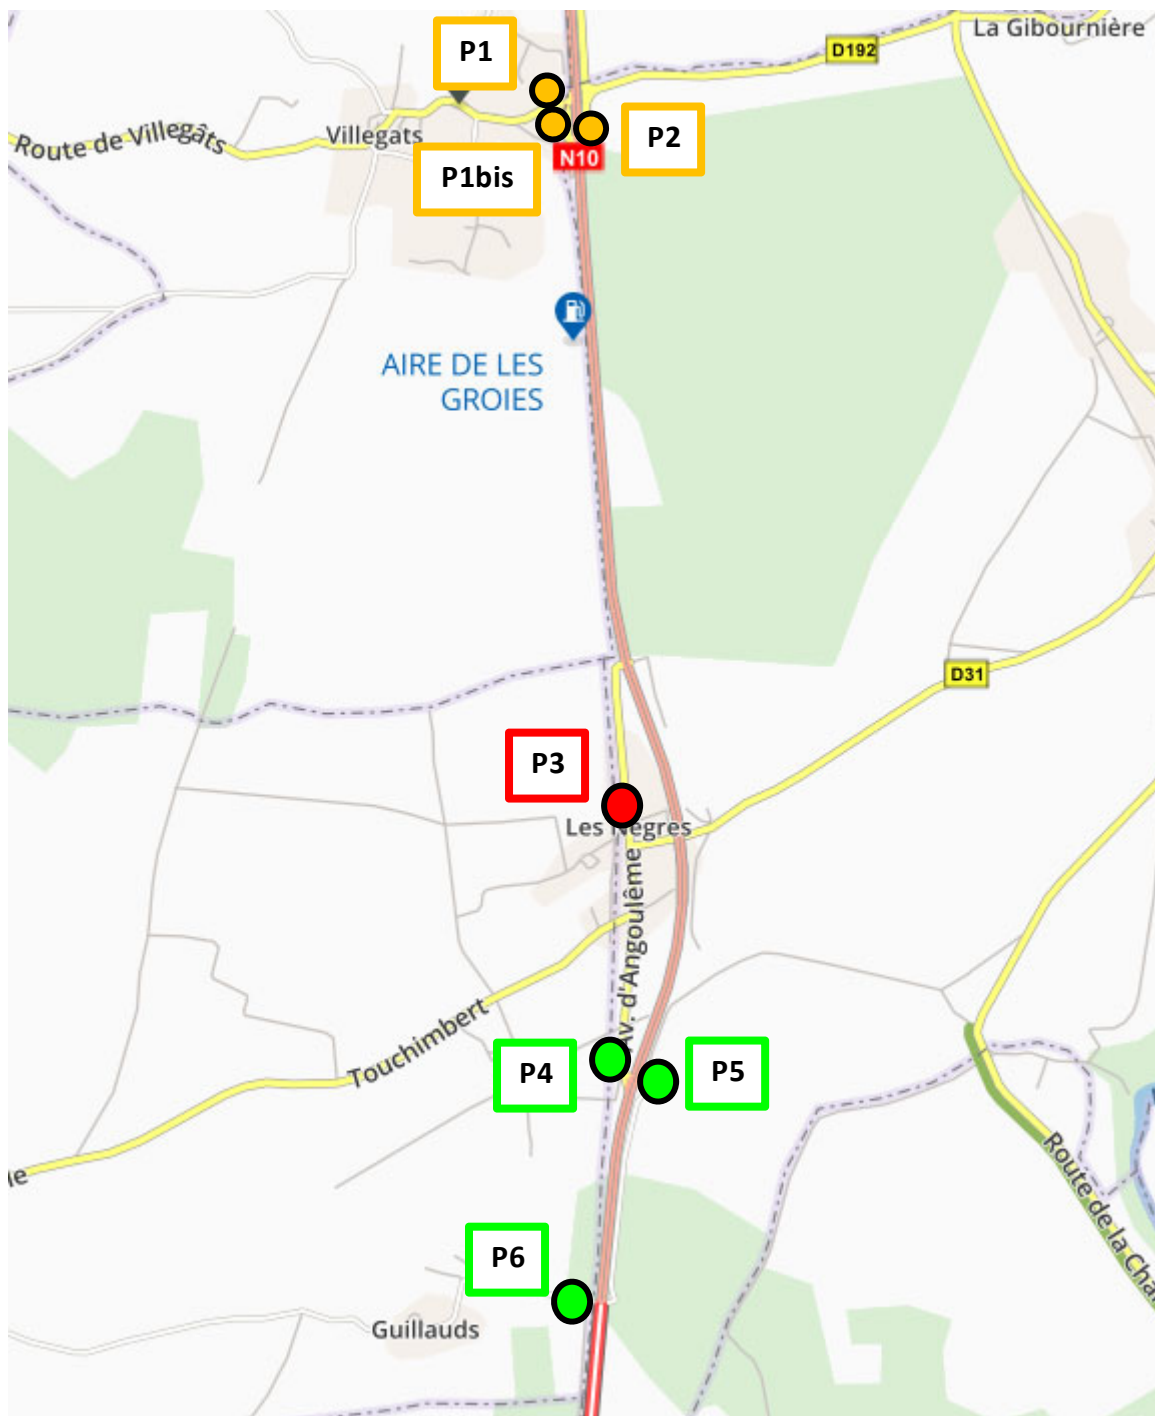 La Gibournière
P1
D192
Route de Villegâts
Villegats
P2
N10
P1bis
AIRE DE LES
GROIES
D31
P3
Les Nègres
Av. d'Angoulême
Touchimbert
P4
P5
le
Route de la Cha
P6
Guillauds